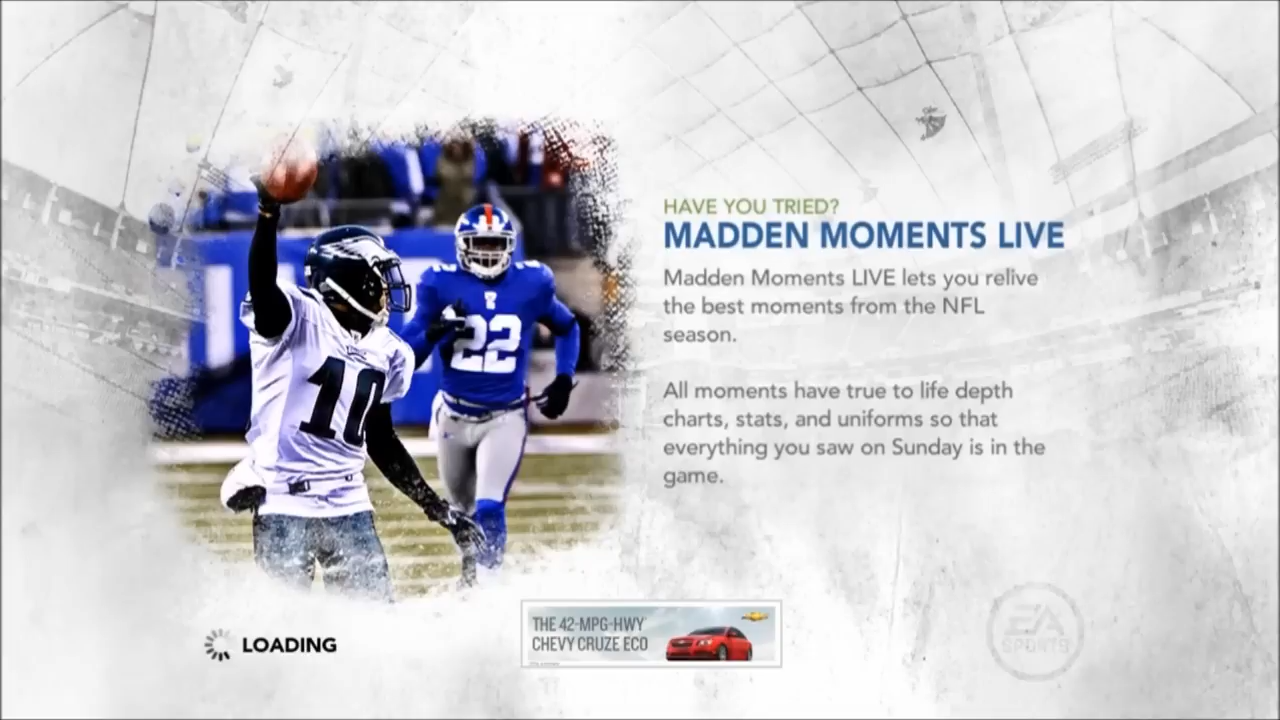 HAVE YOU TRIED?
MADDEN MOMENTS LIVE
Madden Moments LIVE lets you relive
the best moments from the NFL
season.
All moments have true to life depth
charts, stats, and uniforms so that
everything you saw on Sunday is in the
game.
22
10
LOADING
THE 42-MPG-HWY
CHEVY CRUZE ECO
EA
SPORTS